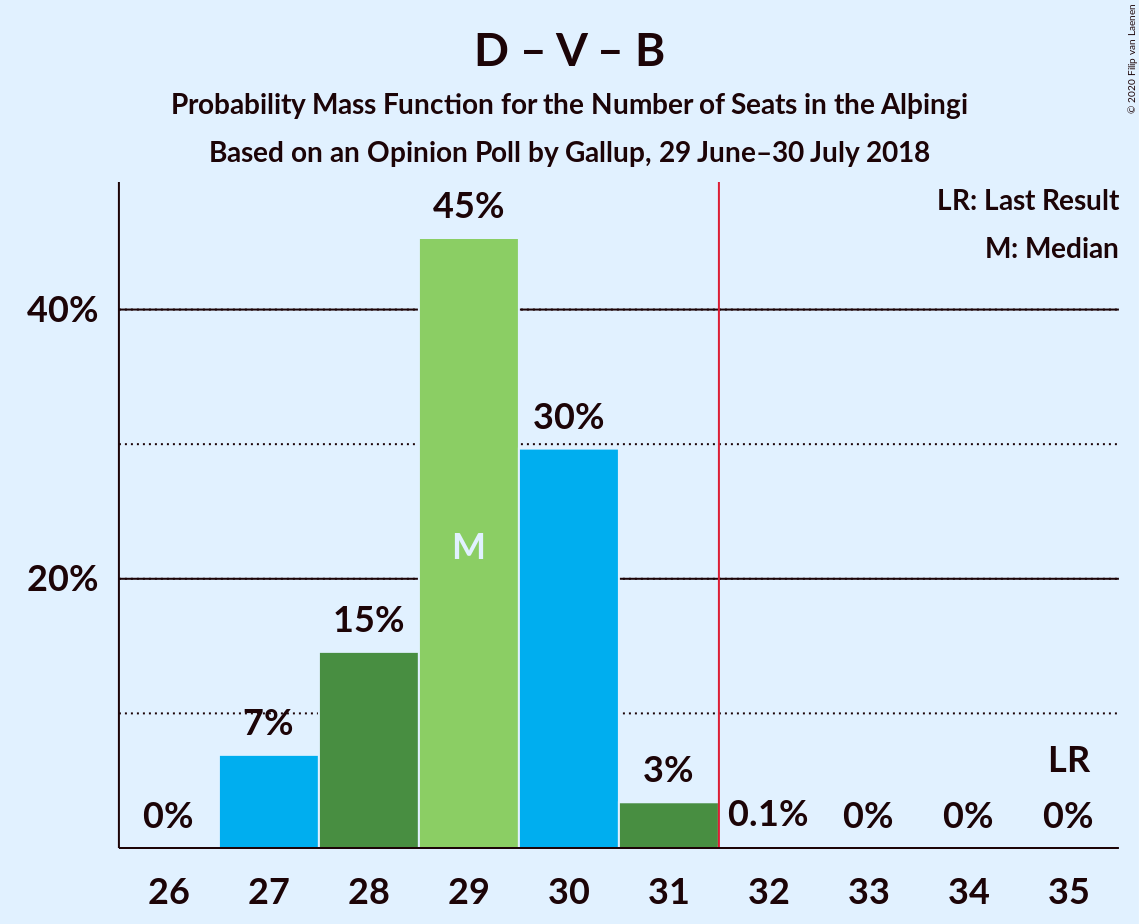 D – V – B
Probability Mass Function for the Number of Seats in the Alþingi
Based on an Opinion Poll by Gallup, 29 June–30 July 2018
© 2020 Filip van Laenen
LR: Last Result
M: Median
45%
40%
30%
M
20%
15%
7%
3%
LR
0%
0.1%
0%
0%
0%
26 27 28 29 30 31 32 33 34 35